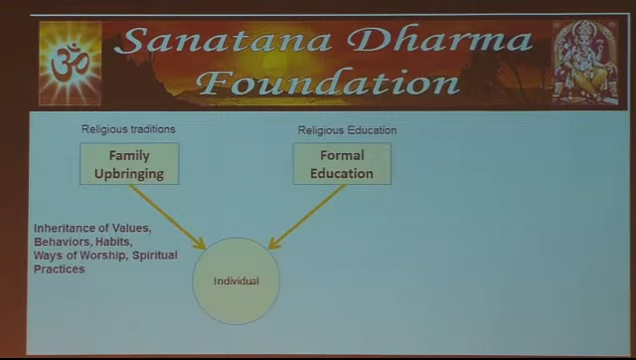 Sanatana Dharma
Foundation
Religious traditions
Family
Upbringing
Religious Education
Formal
Education
Inheritance of Values,
Behaviors, Habits,
Ways of Worship, Spiritual
Practices
Individual